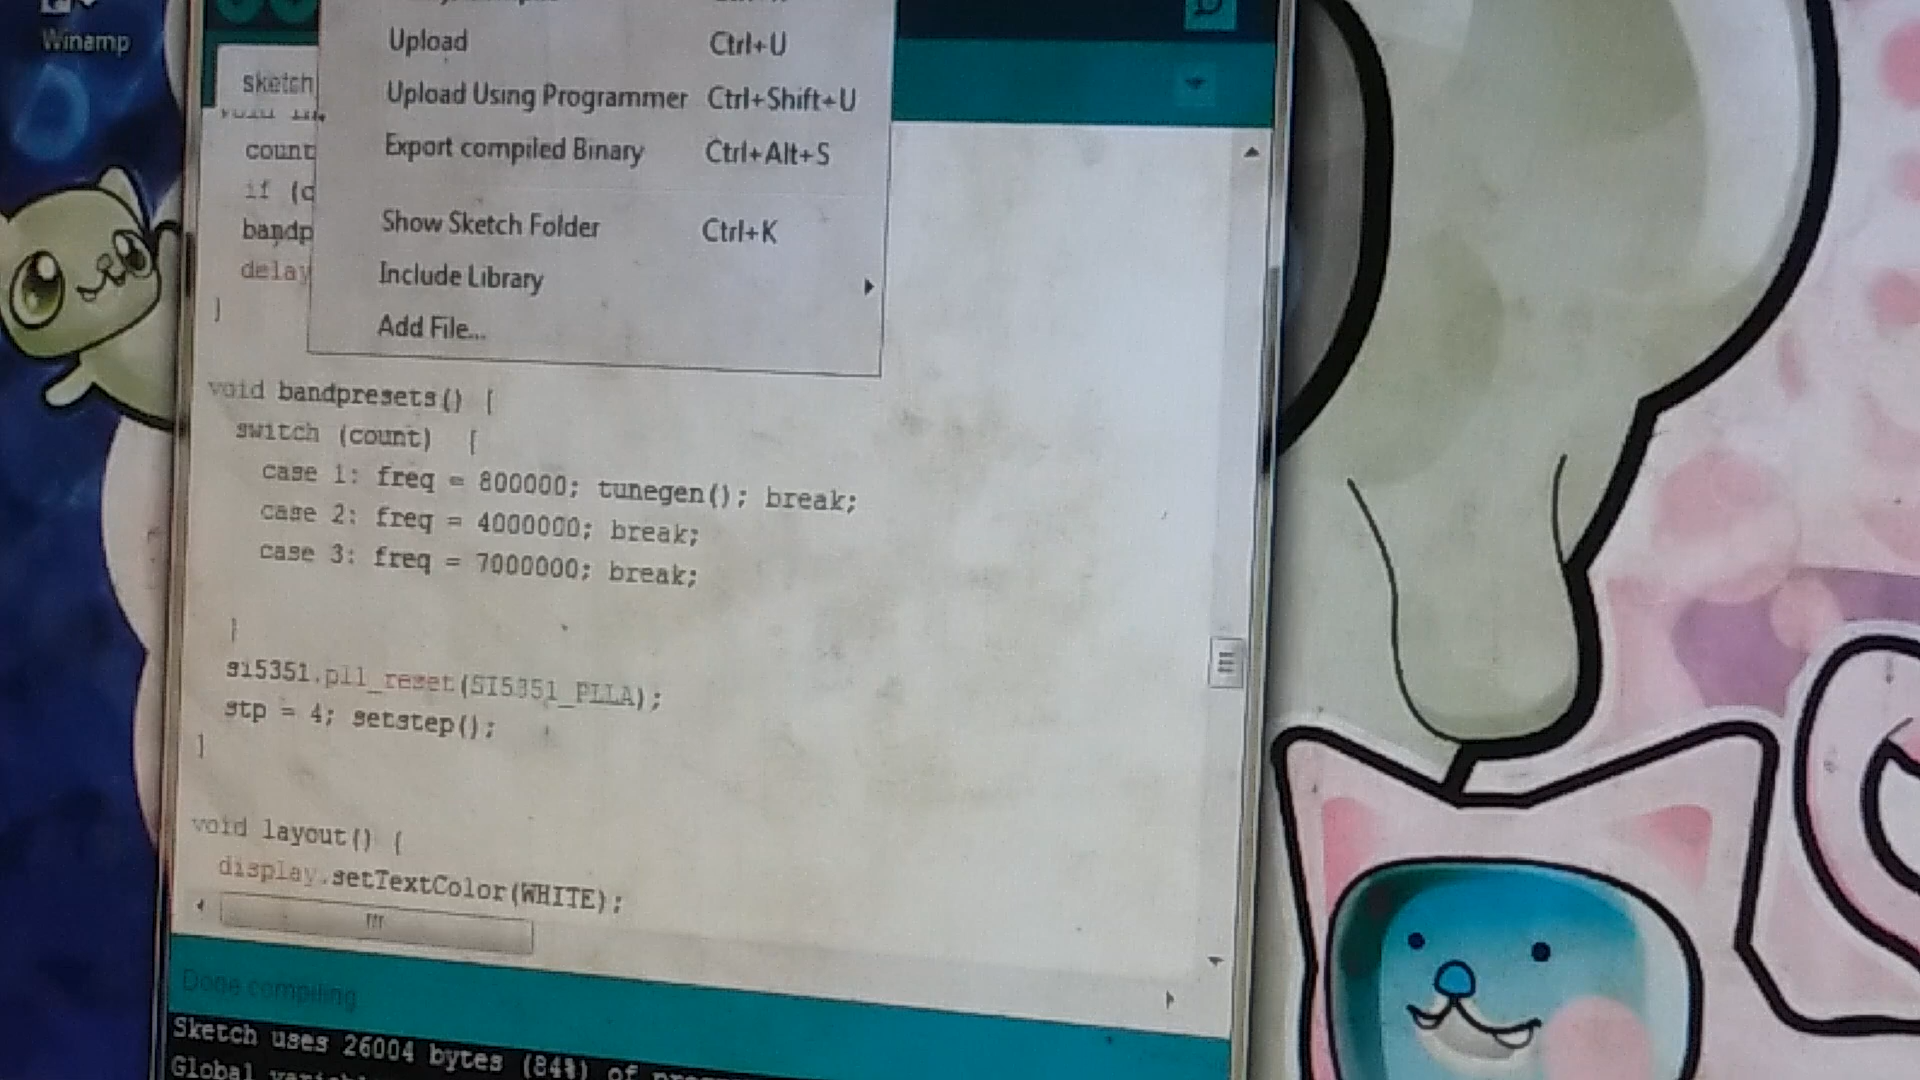 Winamp
Upload Ctrl+U
Upload Using Programmer Ctrl+Shift+U
Export compiled Binary Ctrl+Alt+S
Show Sketch Folder Ctrl+K
Include Library
Add File...
sketch
void
count
if (c
bandp
delay
}
void bandpresets() {
switch (count) {
case 1: freq = 800000; tunegen(); break;
case 2: freq = 4000000; break;
case 3: freq = 7000000; break;
}
si5351.pll_reset(SI5351_PLLA);
stp = 4; setstep();
}
void layout() {
display.setTextColor(WHITE);
Done compiling
Sketch uses 26004 bytes (84%) of
Global